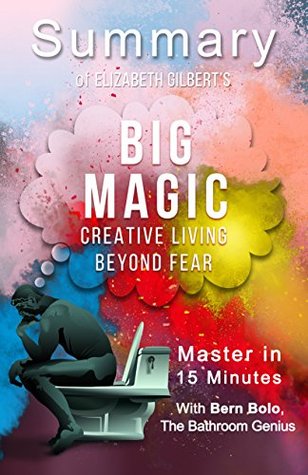 Summary
of ELIZABETH GILBERT'S
BIG
MAGIC
CREATIVE LIVING
BEYOND FEAR
Master in
15 Minutes
With Bern Bolo,
The Bathroom Genius